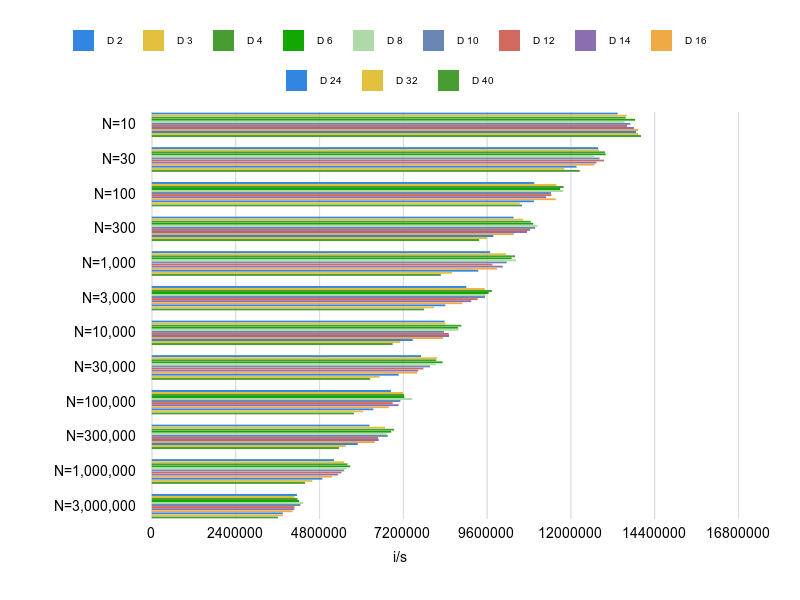 D 2 D 3 D 4 D 6 D 8 D 10 D 12 D 14 D 16
D 24 D 32 D 40
N=10
N=30
N=100
N=300
N=1,000
N=3,000
N=10,000
N=30,000
N=100,000
N=300,000
N=1,000,000
N=3,000,000
0 2400000 4800000 7200000 9600000 12000000 14400000 16800000
i/s